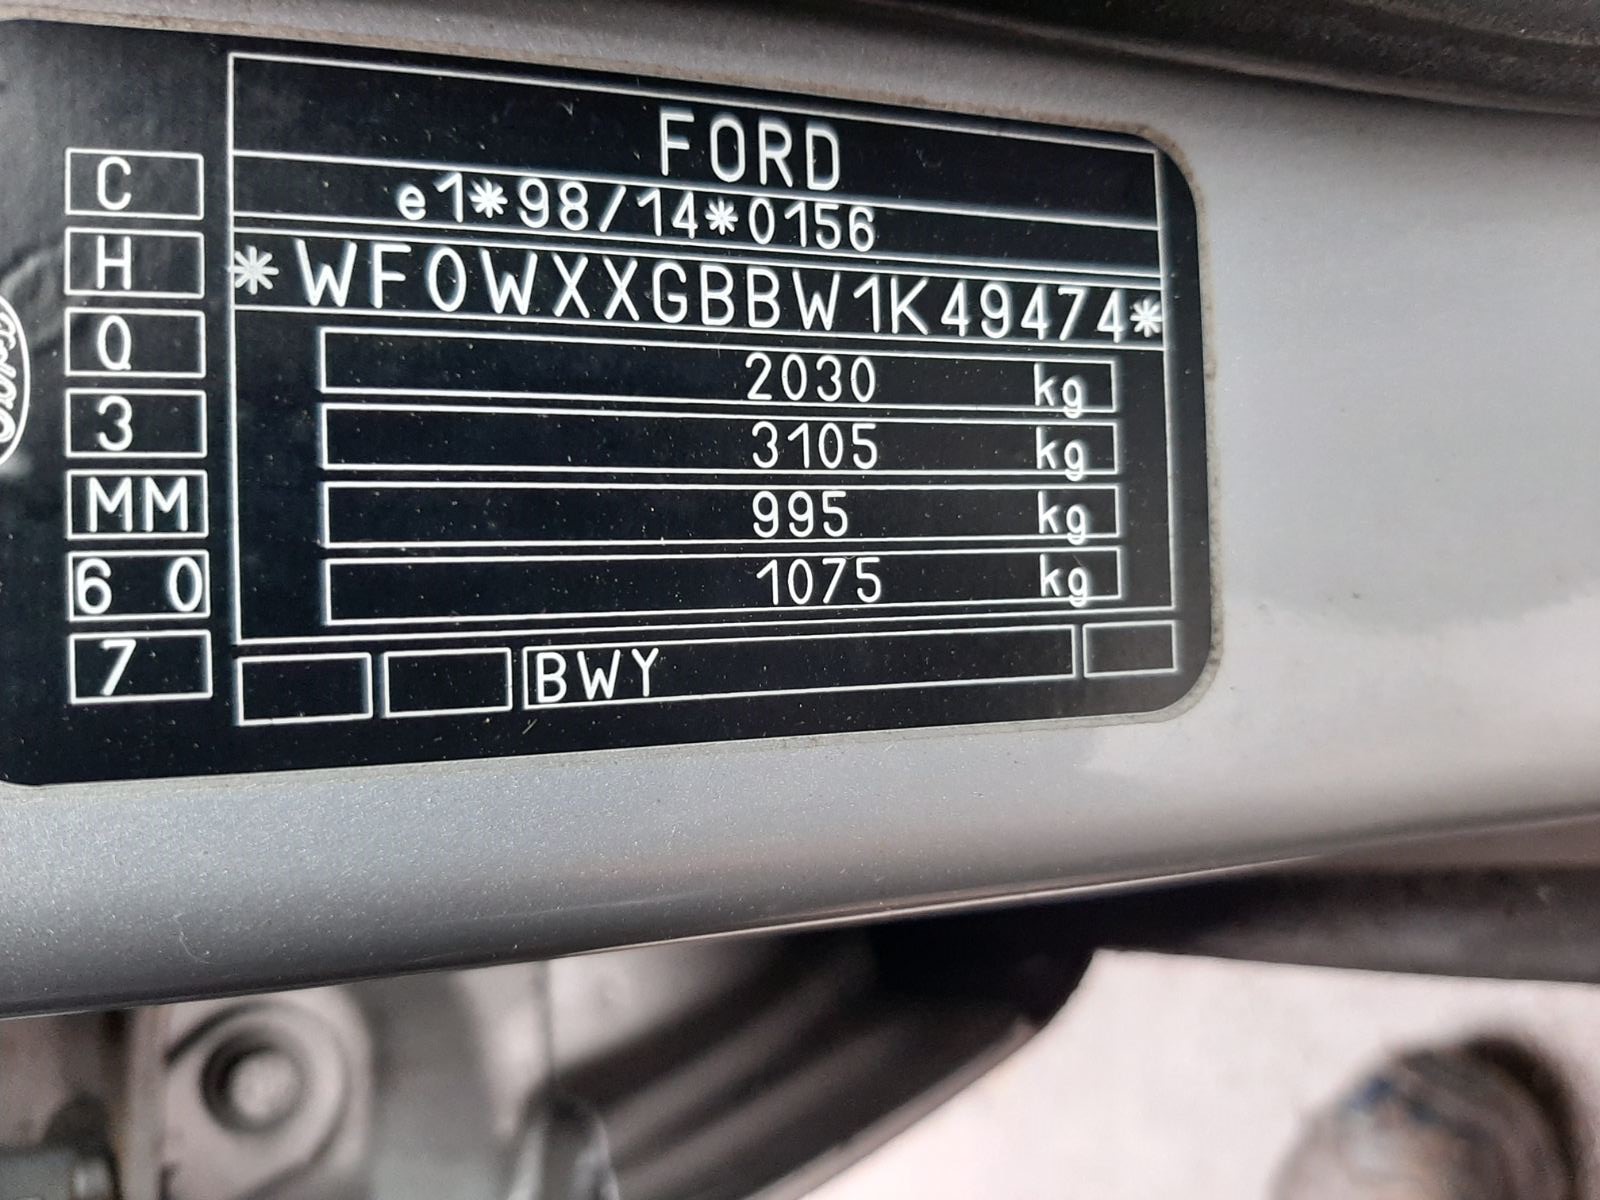 C
H
Q
3
MM
6 0
7
FORD
e1*98/14*0156
*WF0WXXGBBW1K49474*
2030 kg
3105 kg
995 kg
1075 kg
BWY